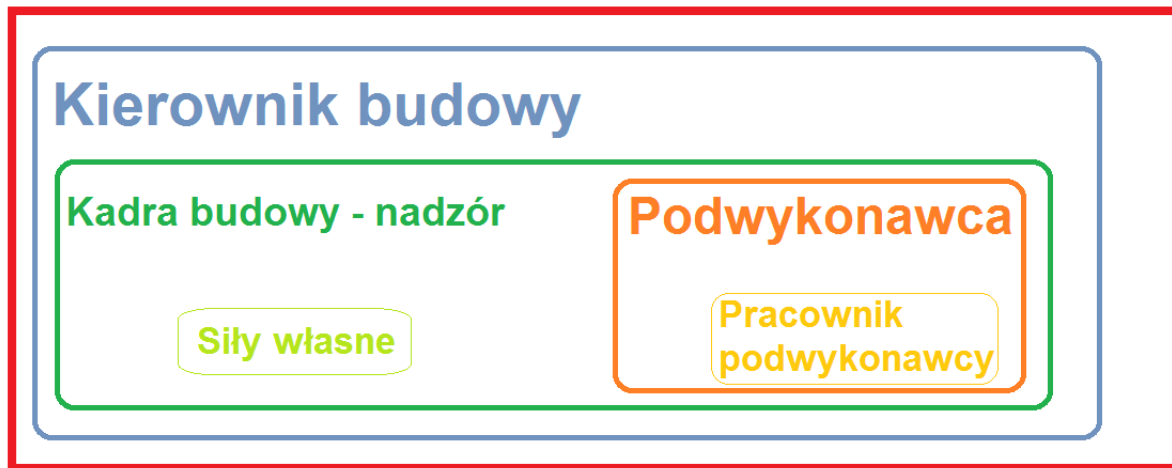 Kierownik budowy
Kadra budowy - nadzór
Podwykonawca
Siły własne
Pracownik
podwykonawcy